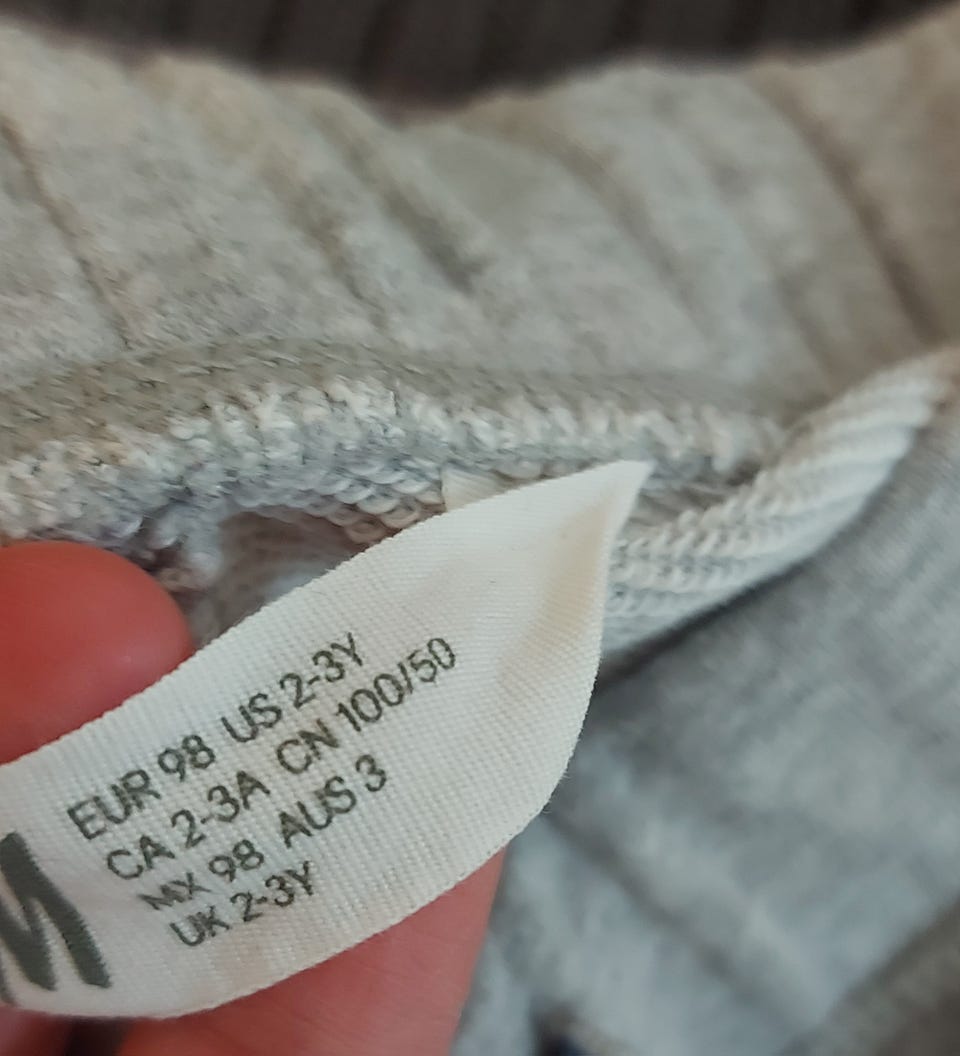 EUR 98 US 2-3Y
CA 2-3A CN 100/50
MX 98 AUS 3
UK 2-3Y
M